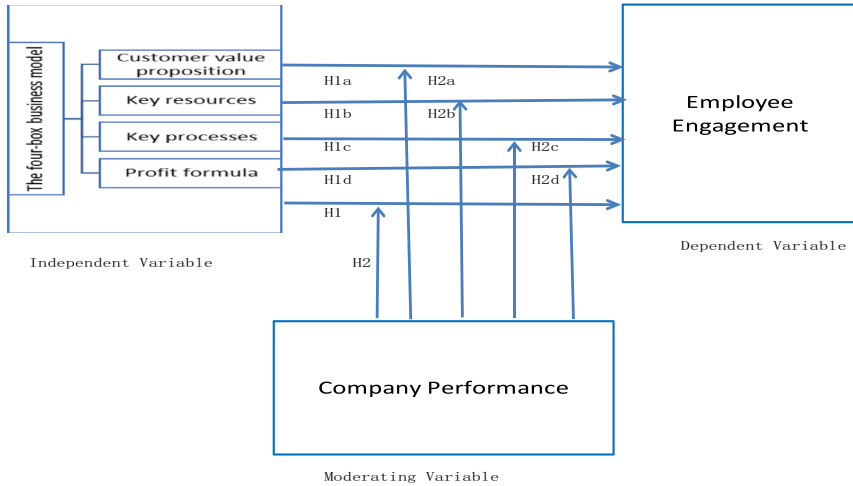 The four-box business model
Customer value
proposition
Key resources
Key processes
Profit formula
H1a
H2a
H1b
H2b
H1c
H2c
H1d
H2d
H1
H2
Employee
Engagement
Independent Variable
Dependent Variable
Company Performance
Moderating Variable